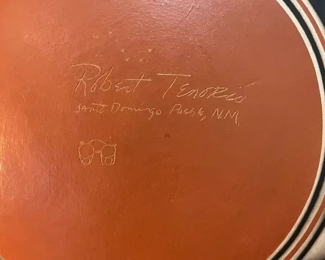 Robert Tenorio
Santo Domingo Pueblo, NM